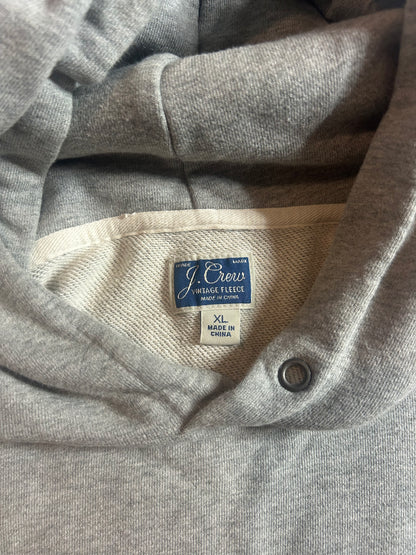 J. Crew
VINTAGE FLEECE
MADE IN CHINA
XL
MADE IN
CHINA